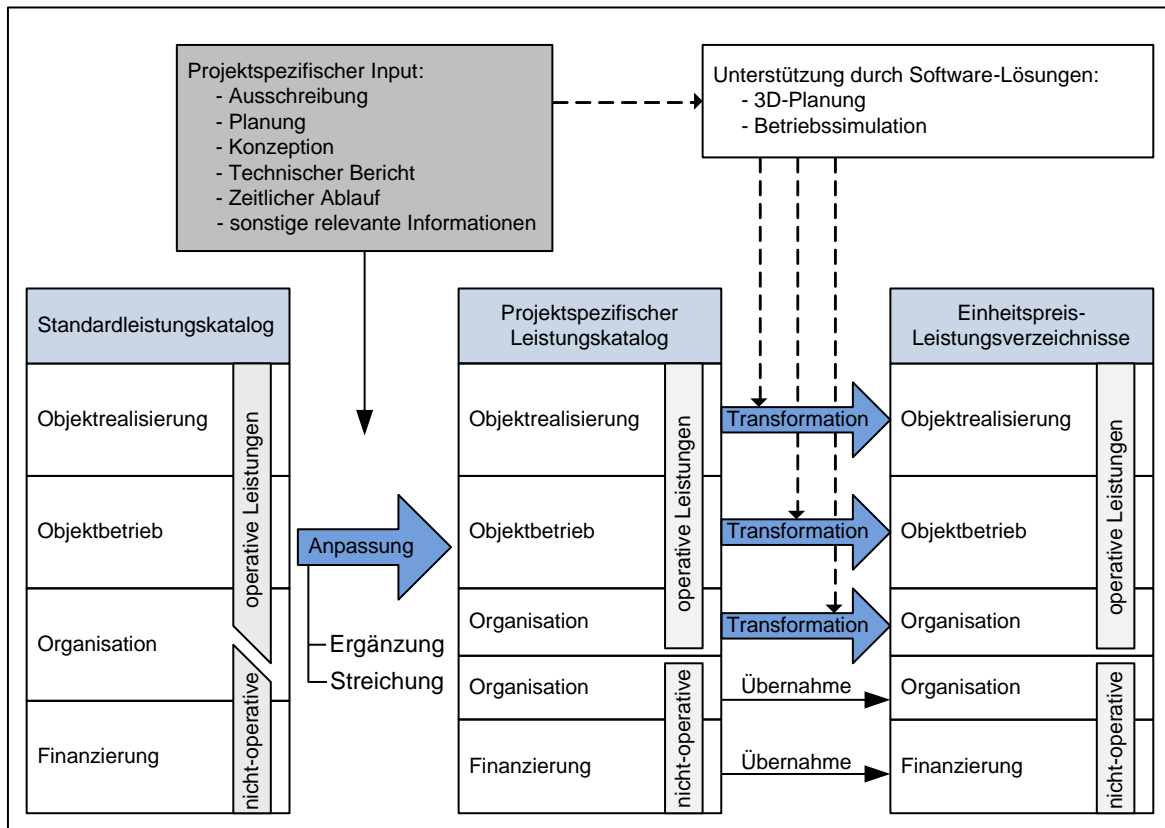 Projektspezifischer Input:
- Ausschreibung
- Planung
- Konzeption
- Technischer Bericht
- Zeitlicher Ablauf
- sonstige relevante Informationen
Unterstützung durch Software-Lösungen:
- 3D-Planung
- Betriebssimulation
Standardleistungskatalog
Objektrealisierung
Objektbetrieb
Organisation
Finanzierung
operative Leistungen
nicht-operative
Anpassung
Ergänzung
Streichung
Projektspezifischer
Leistungskatalog
Objektrealisierung
Objektbetrieb
Organisation
Organisation
Finanzierung
operative Leistungen
nicht-operative
Transformation
Transformation
Transformation
Übernahme
Übernahme
Einheitspreis-
Leistungsverzeichnisse
Objektrealisierung
Objektbetrieb
Organisation
Organisation
Finanzierung
operative Leistungen
nicht-operative